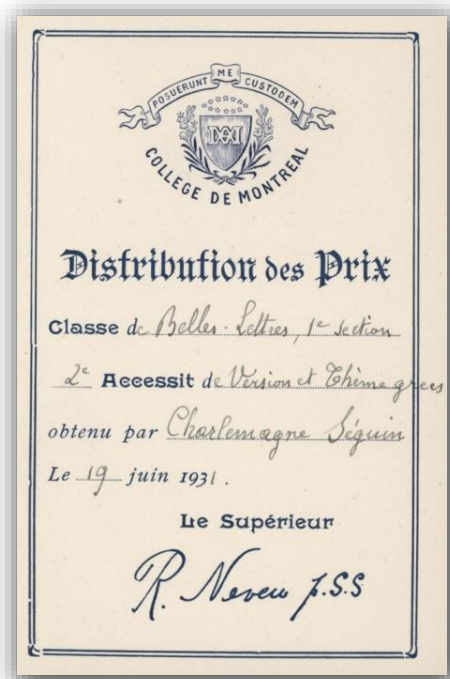 POSUERUNT ME CUSTODEM
COLLEGE DE MONTREAL
Distribution des Prix
Classe de Belles-Lettres, 1e section
2e Accessit de Version et Thème grecs
obtenu par Charlemagne Séguin
Le 19 juin 1931.
Le Supérieur
R. Neveu p.S.S